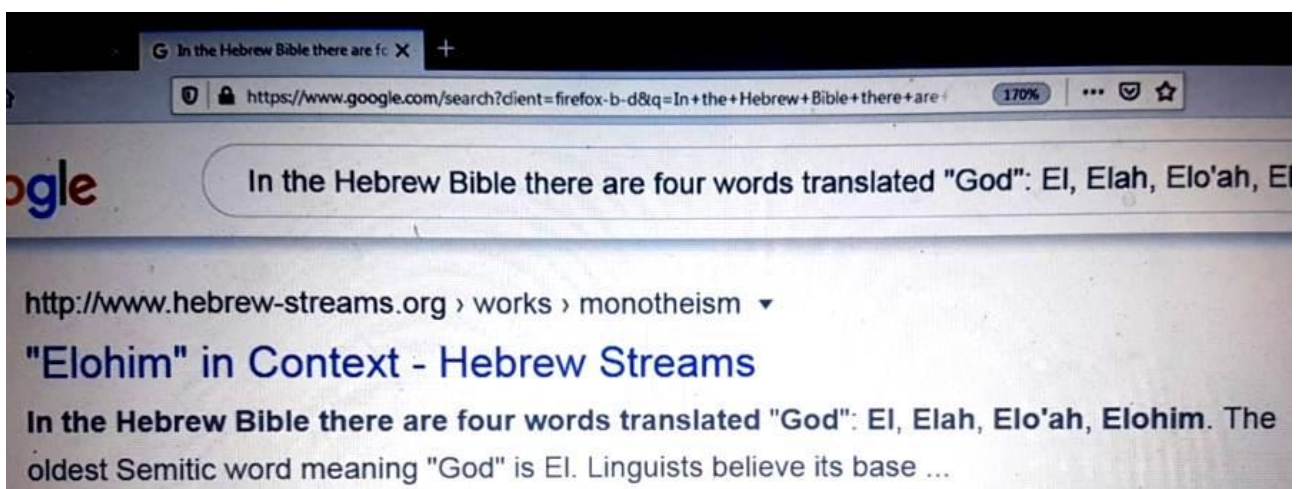 G In the Hebrew Bible there are fc X +
https://www.google.com/search?client=firefox-b-d&q=In+the+Hebrew+Bible+there+are+ 170% ...
ogle In the Hebrew Bible there are four words translated "God": El, Elah, Elo'ah, El
http://www.hebrew-streams.org › works › monotheism
"Elohim" in Context - Hebrew Streams
In the Hebrew Bible there are four words translated "God": El, Elah, Elo'ah, Elohim. The
oldest Semitic word meaning "God" is El. Linguists believe its base ...